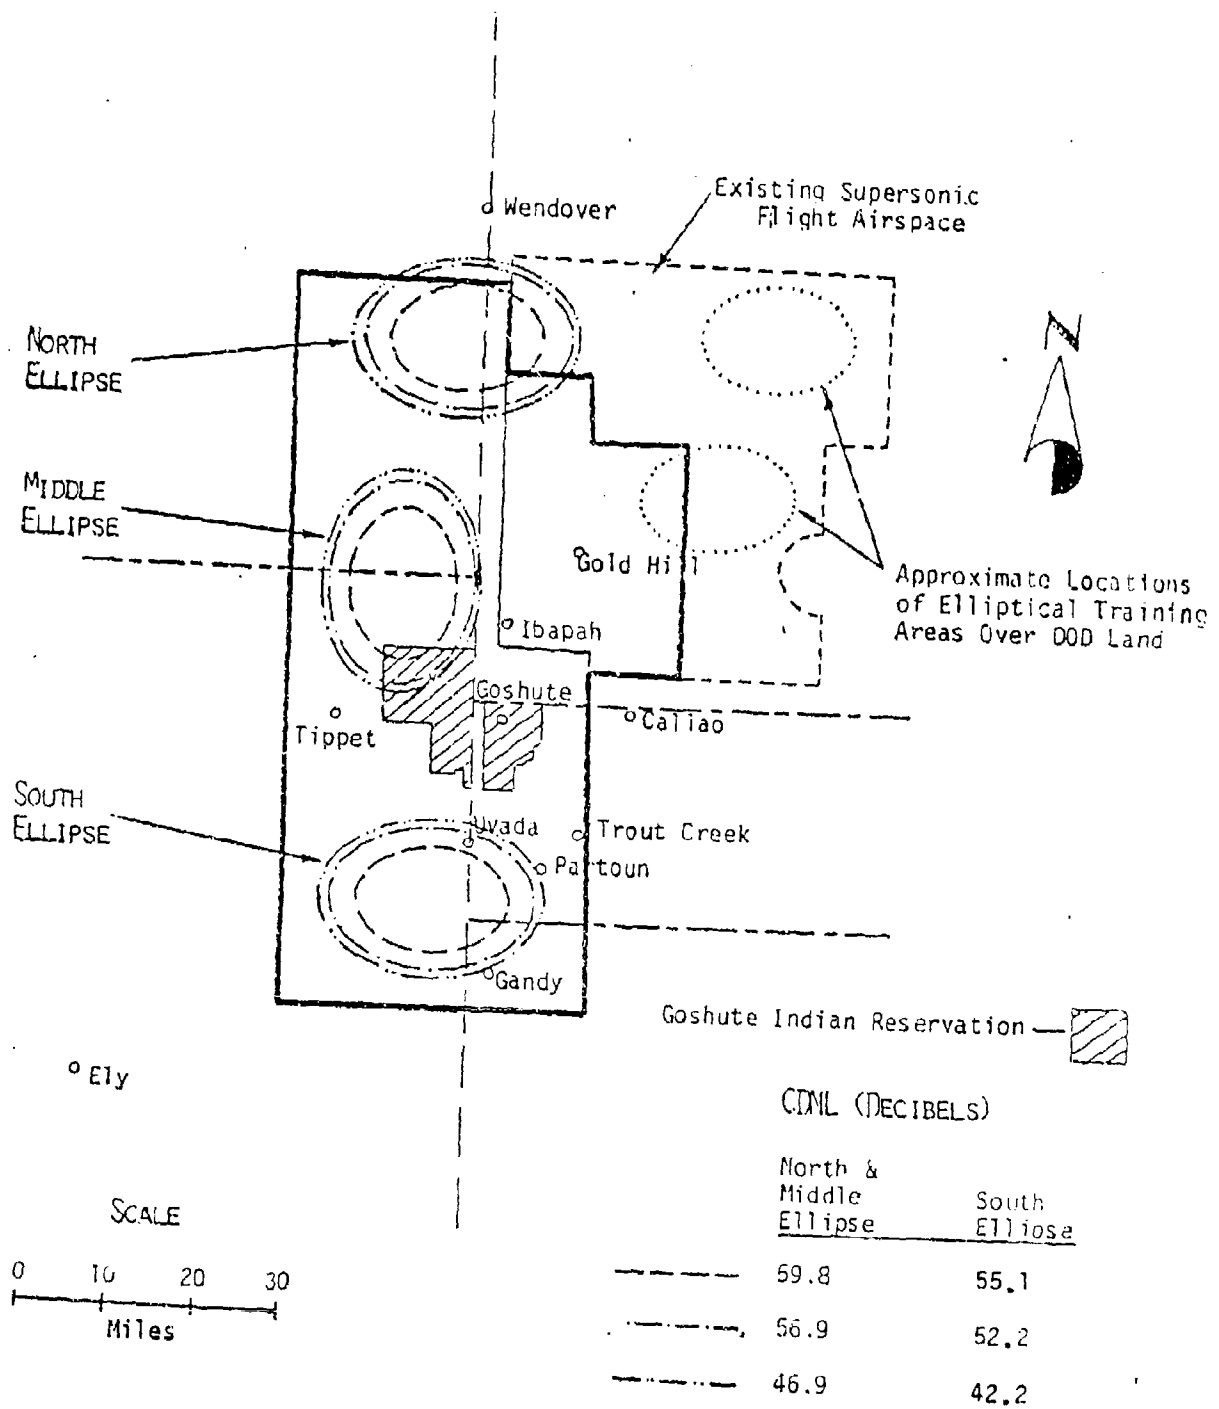 Wendover
Existing Supersonic
Flight Airspace
N
NORTH
ELLIPSE
MIDDLE
ELLIPSE
Gold Hill
Approximate Locations
of Elliptical Training
Areas Over DOD Land
Ibapah
Goshute
Tippet
Caliao
SOUTH
ELLIPSE
Uvada
Trout Creek
Partoun
Gandy
Goshute Indian Reservation
Ely
CDNL (DECIBELS)
North &
Middle
Ellipse
South
Ellipse
SCALE
0 10 20 30
Miles
59.8 55.1
56.9 52.2
46.9 42.2